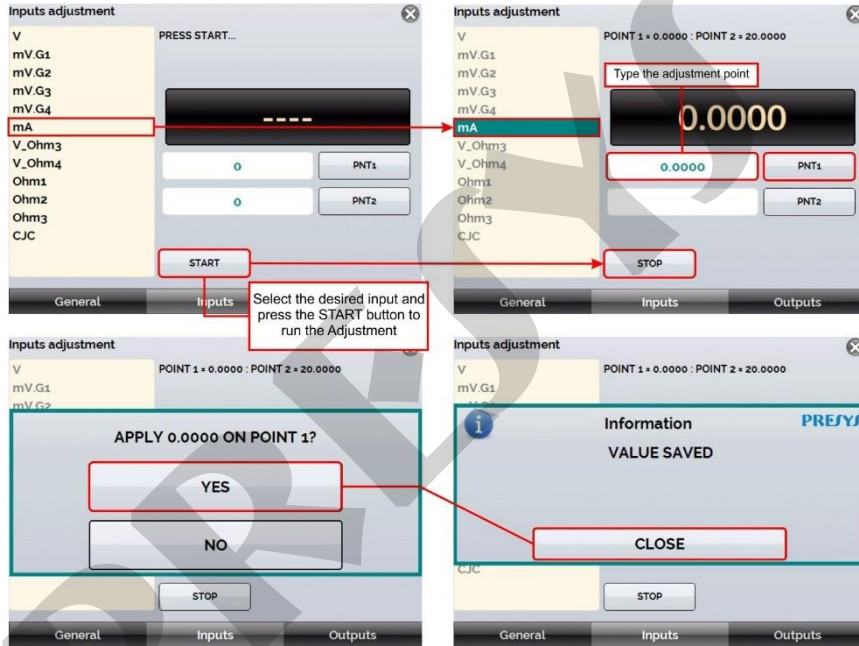 Inputs adjustment
V
PRESS START...
mV.G1
mV.G2
mV.G3
mV.G4
mA
V_Ohm3
V_Ohm4
Ohm1
Ohm2
Ohm3
CJC
----
0
PNT1
0
PNT2
START
General
Inputs
Select the desired input and
press the START button to
run the Adjustment
Inputs adjustment
V
POINT 1 = 0.0000 : POINT 2 = 20.0000
mV.G1
mV.G2
mV.G3
mV.G4
mA
V_Ohm3
V_Ohm4
Ohm1
Ohm2
Ohm3
CJC
Type the adjustment point
0.0000
0.0000
PNT1
PNT2
STOP
General
Inputs
Outputs
Inputs adjustment
V
POINT 1 = 0.0000 : POINT 2 = 20.0000
mV.G1
mV.G2
APPLY 0.0000 ON POINT 1?
YES
NO
STOP
General
Inputs
Outputs
Inputs adjustment
V
POINT 1 = 0.0000 : POINT 2 = 20.0000
mV.G1
i
Information
PRESYS
VALUE SAVED
CLOSE
CJC
STOP
General
Inputs
Outputs
PRESYS